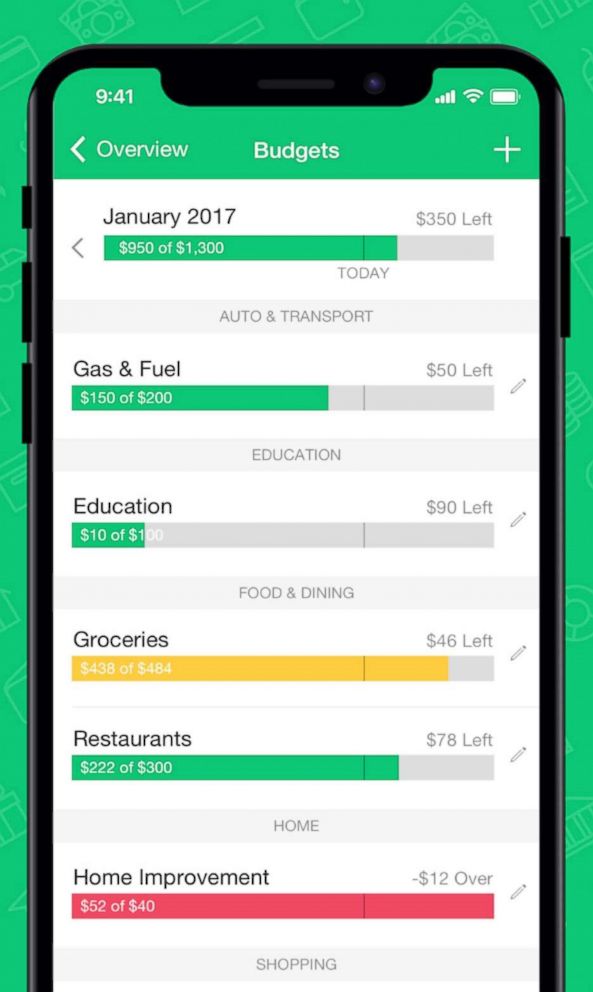 9:41
Overview Budgets +
January 2017 $350 Left
$950 of $1,300
TODAY
AUTO & TRANSPORT
Gas & Fuel $50 Left
$150 of $200
EDUCATION
Education $90 Left
$10 of $100
FOOD & DINING
Groceries $46 Left
$438 of $484
Restaurants $78 Left
$222 of $300
HOME
Home Improvement -$12 Over
$52 of $40
SHOPPING